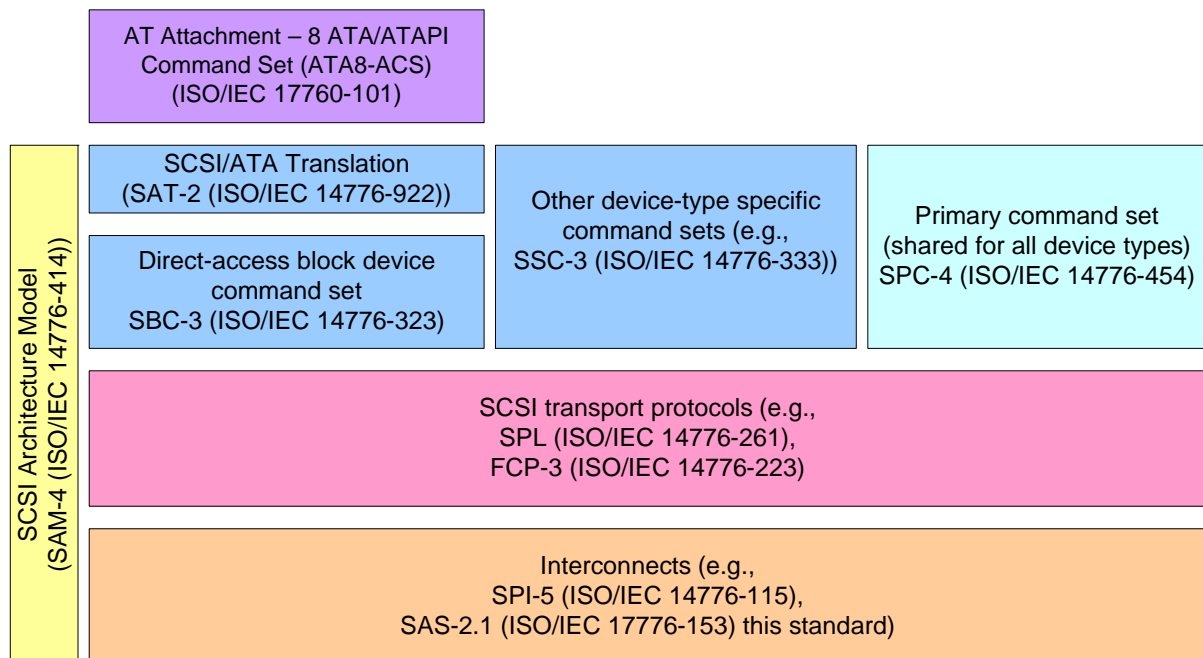 AT Attachment – 8 ATA/ATAPI
Command Set (ATA8-ACS)
(ISO/IEC 17760-101)
SCSI Architecture Model
(SAM-4 (ISO/IEC 14776-414))
SCSI/ATA Translation
(SAT-2 (ISO/IEC 14776-922))
Direct-access block device
command set
SBC-3 (ISO/IEC 14776-323)
Other device-type specific
command sets (e.g.,
SSC-3 (ISO/IEC 14776-333))
Primary command set
(shared for all device types)
SPC-4 (ISO/IEC 14776-454)
SCSI transport protocols (e.g.,
SPL (ISO/IEC 14776-261),
FCP-3 (ISO/IEC 14776-223)
Interconnects (e.g.,
SPI-5 (ISO/IEC 14776-115),
SAS-2.1 (ISO/IEC 17776-153) this standard)